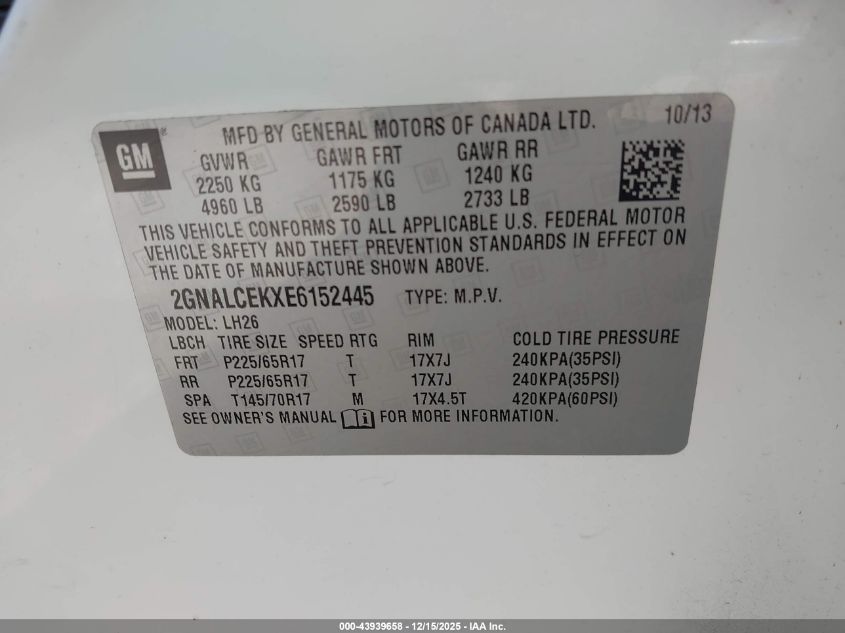 GM
MFD BY GENERAL MOTORS OF CANADA LTD. 10/13
GVWR GAWR FRT GAWR RR
2250 KG 1175 KG 1240 KG
4960 LB 2590 LB 2733 LB
THIS VEHICLE CONFORMS TO ALL APPLICABLE U.S. FEDERAL MOTOR
VEHICLE SAFETY AND THEFT PREVENTION STANDARDS IN EFFECT ON
THE DATE OF MANUFACTURE SHOWN ABOVE.
2GNALCEKXE6152445 TYPE: M.P.V.
MODEL: LH26
LBCH TIRE SIZE SPEED RTG RIM COLD TIRE PRESSURE
FRT P225/65R17 T 17X7J 240KPA(35PSI)
RR P225/65R17 T 17X7J 240KPA(35PSI)
SPA T145/70R17 M 17X4.5T 420KPA(60PSI)
SEE OWNER'S MANUAL FOR MORE INFORMATION.
000-43939658 - 12/15/2025 - IAA Inc.